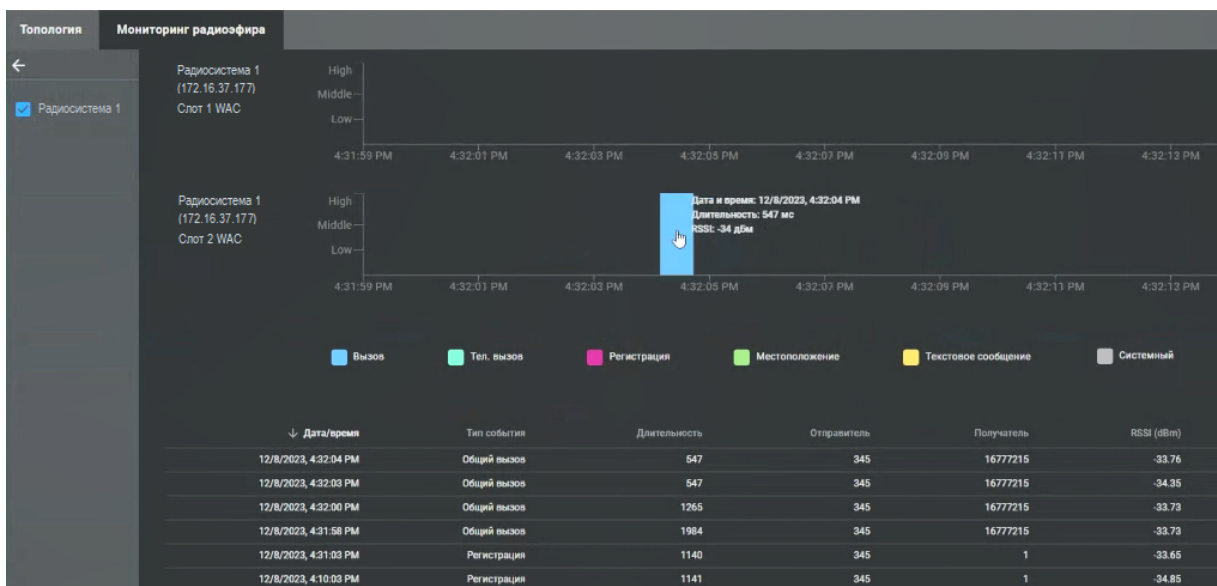 Топология Мониторинг радиоэфира
Радиосистема 1
Радиосистема 1
(172.16.37.177)
Слот 1 WAC
High
Middle
Low
4:31:59 PM 4:32:01 PM 4:32:03 PM 4:32:05 PM 4:32:07 PM 4:32:09 PM 4:32:11 PM 4:32:13 PM
Радиосистема 1
(172.16.37.177)
Слот 2 WAC
High
Middle
Low
Дата и время: 12/8/2023, 4:32:04 PM
Длительность: 547 мс
RSSI: -34 дБм
4:31:59 PM 4:32:01 PM 4:32:03 PM 4:32:05 PM 4:32:07 PM 4:32:09 PM 4:32:11 PM 4:32:13 PM
Вызов Тел. вызов Регистрация Местоположение Текстовое сообщение Системный
Дата/время Тип события Длительность Отправитель Получатель RSSI (dBm)
12/8/2023, 4:32:04 PM Общий вызов 547 345 16777215 -33.76
12/8/2023, 4:32:03 PM Общий вызов 547 345 16777215 -34.35
12/8/2023, 4:32:00 PM Общий вызов 1265 345 16777215 -33.73
12/8/2023, 4:31:58 PM Общий вызов 1984 345 16777215 -33.73
12/8/2023, 4:31:03 PM Регистрация 1140 345 1 -33.65
12/8/2023, 4:10:03 PM Регистрация 1141 345 1 -34.85